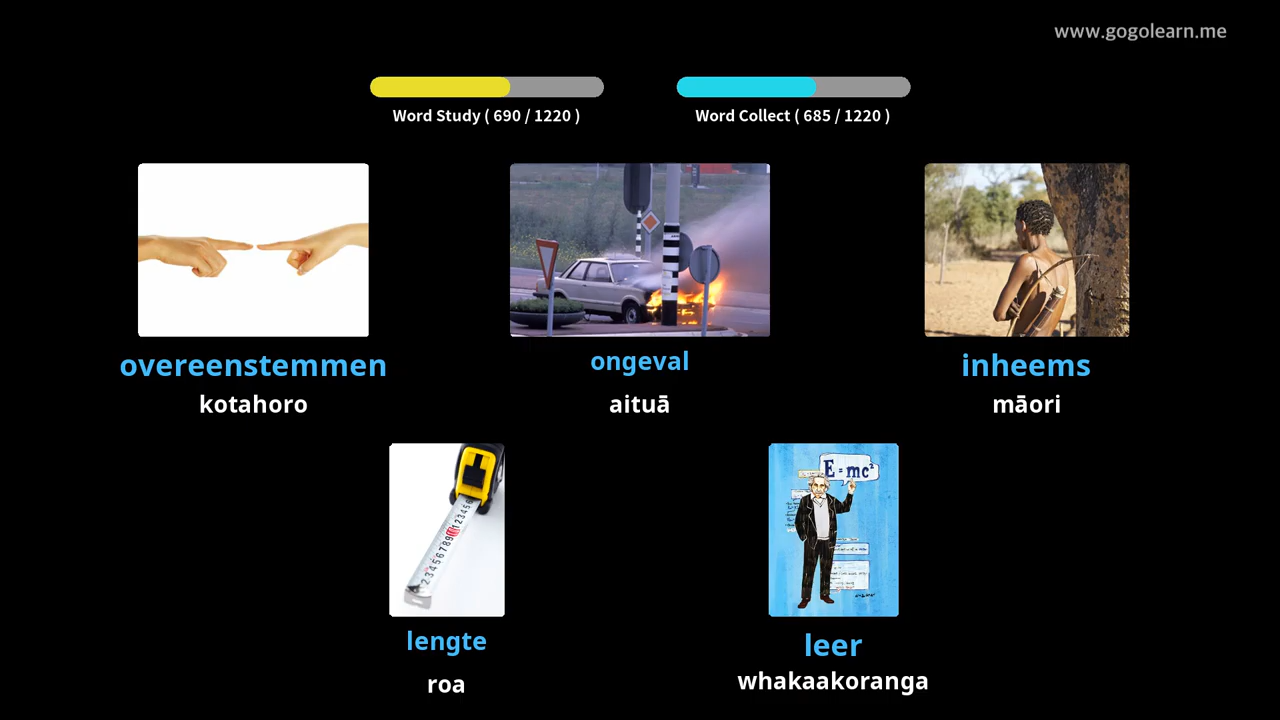 www.gogolearn.me
Word Study ( 690 / 1220 )
Word Collect ( 685 / 1220 )
overeenstemmen
kotahoro
ongeval
aituā
inheems
māori
E=mc²
lengte
roa
leer
whakaakoranga